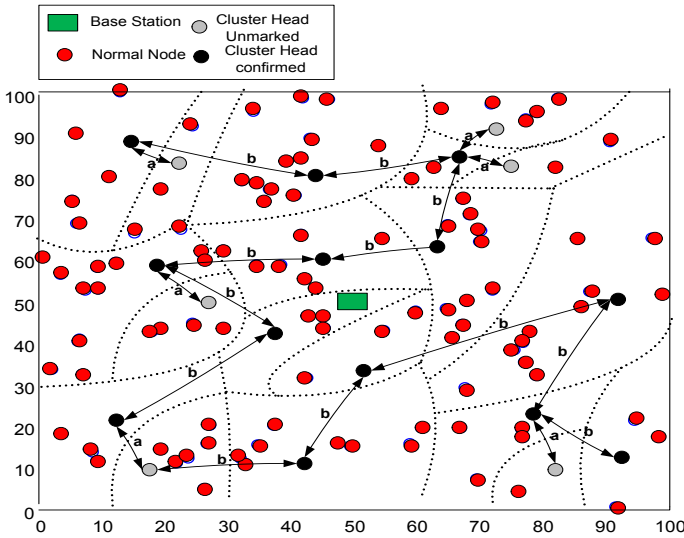 Base Station
Cluster Head
Unmarked
Normal Node
Cluster Head
confirmed
100
90
80
70
60
50
40
30
20
10
0
a
a
a
b
b
b
b
b
a
b
b
b
b
b
a
b
a
b
0 10 20 30 40 50 60 70 80 90 100